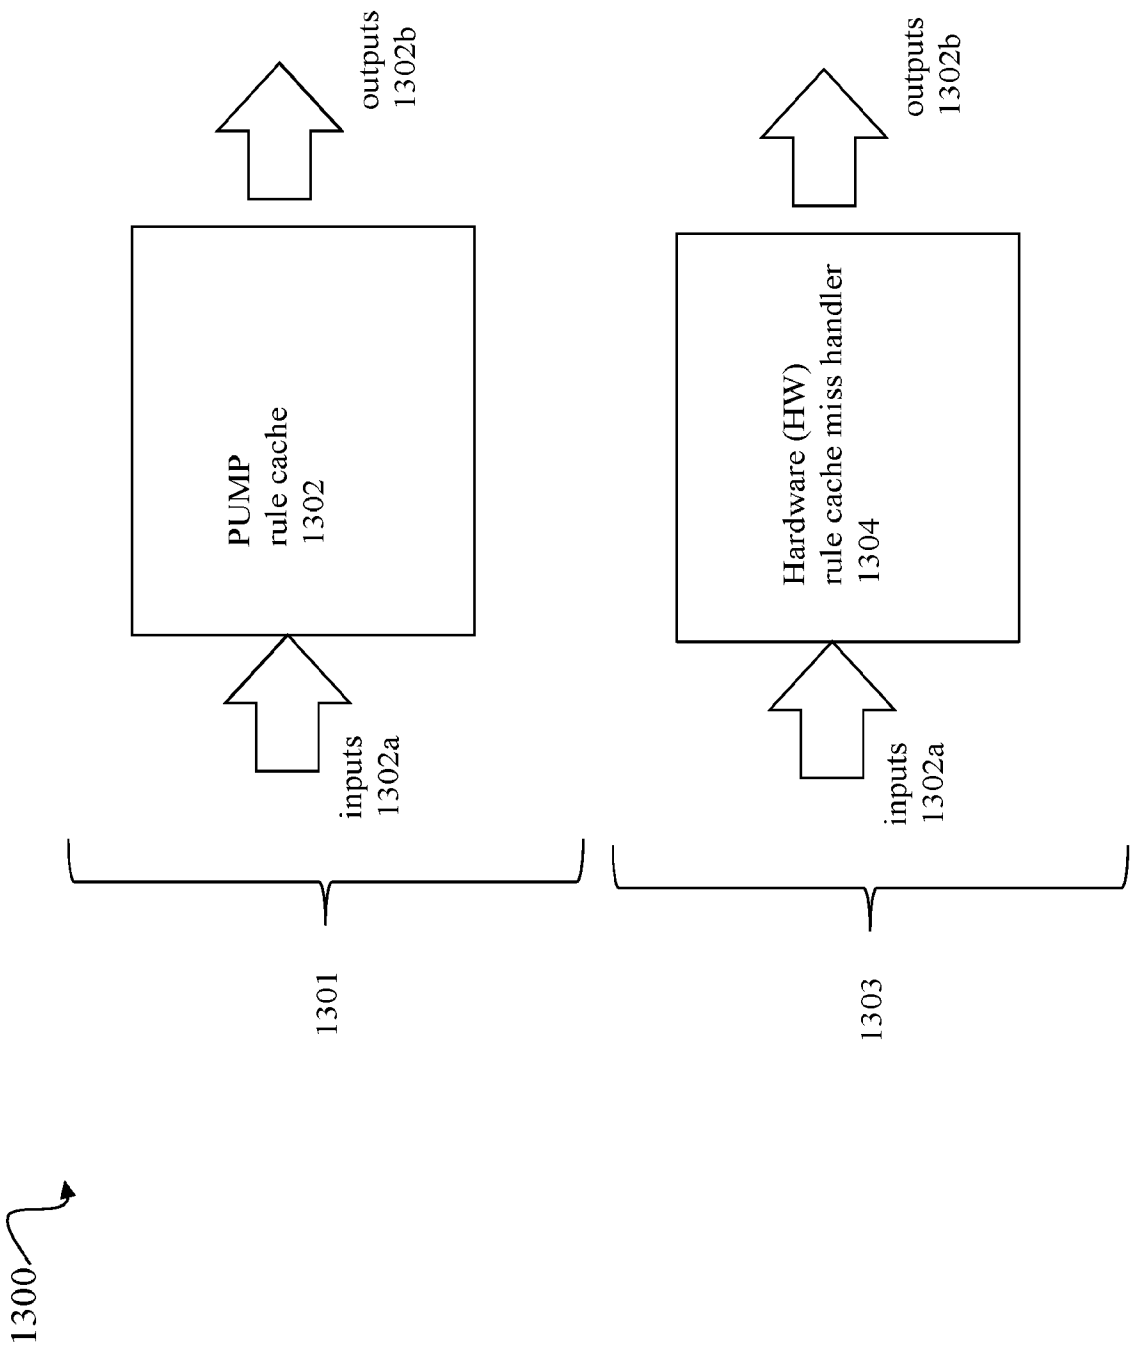 1300
1301
inputs
1302a
PUMP
rule cache
1302
outputs
1302b
1303
inputs
1302a
Hardware (HW)
rule cache miss handler
1304
outputs
1302b